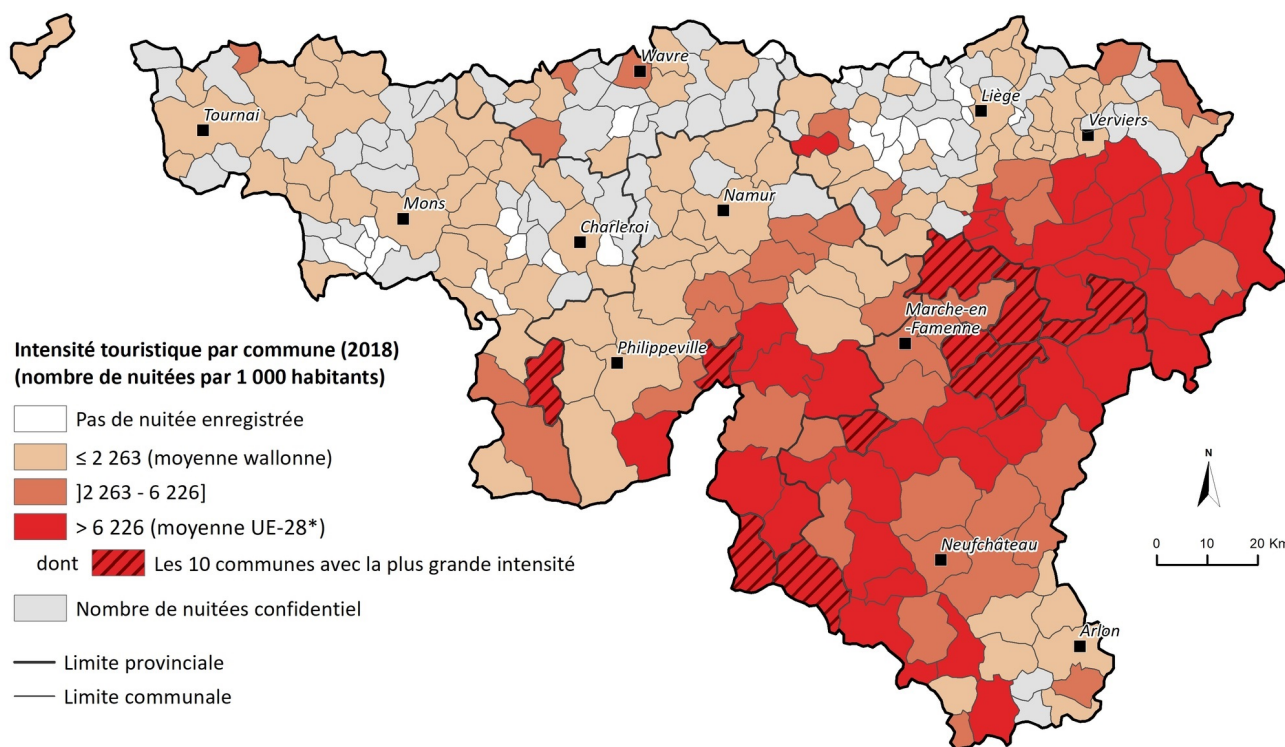 Wavre
Tournai
Liège
Verviers
Mons
Namur
Charleroi
Marche-en
-Famenne
Philippeville
Intensité touristique par commune (2018)
(nombre de nuitées par 1 000 habitants)
Pas de nuitée enregistrée
≤ 2 263 (moyenne wallonne)
]2 263 - 6 226]
> 6 226 (moyenne UE-28*)
dont Les 10 communes avec la plus grande intensité
Nombre de nuitées confidentiel
Limite provinciale
Limite communale
N
0 10 20 Km
Neufchâteau
Arlon